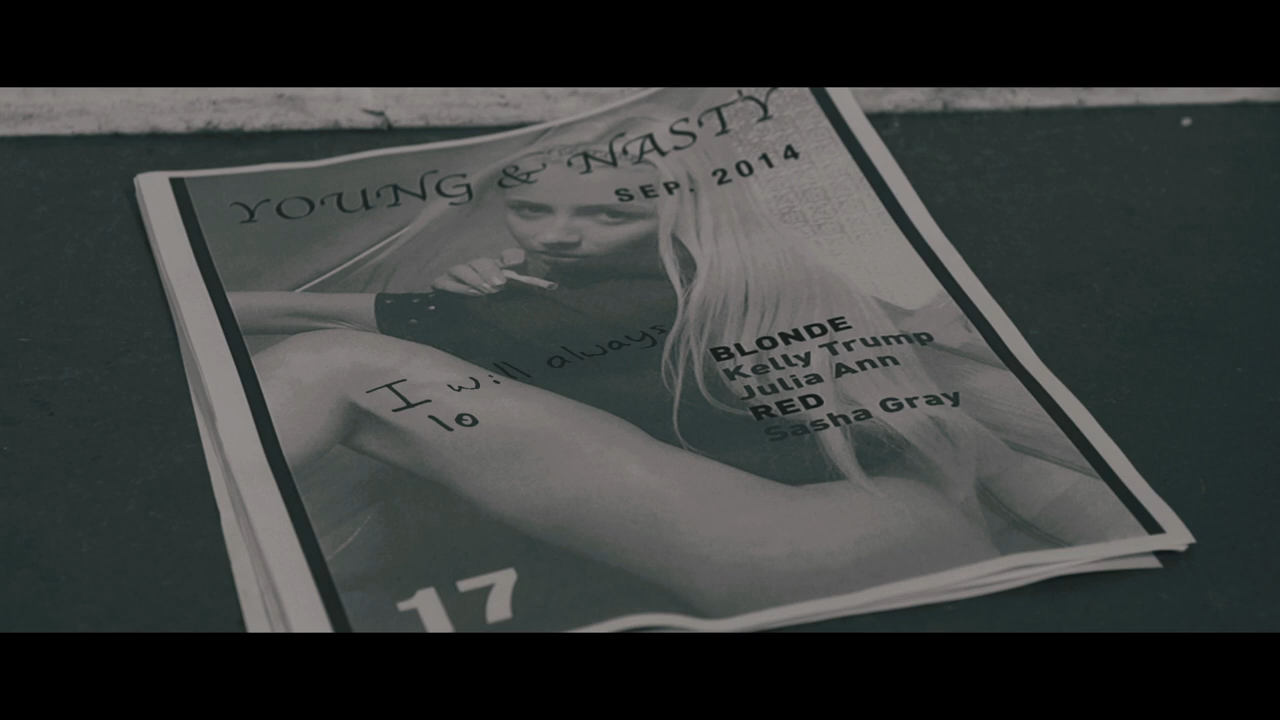 YOUNG & NASTY
SEP. 2014
I will always
lo
BLONDE
Kelly Trump
Julia Ann
RED
Sasha Gray
17